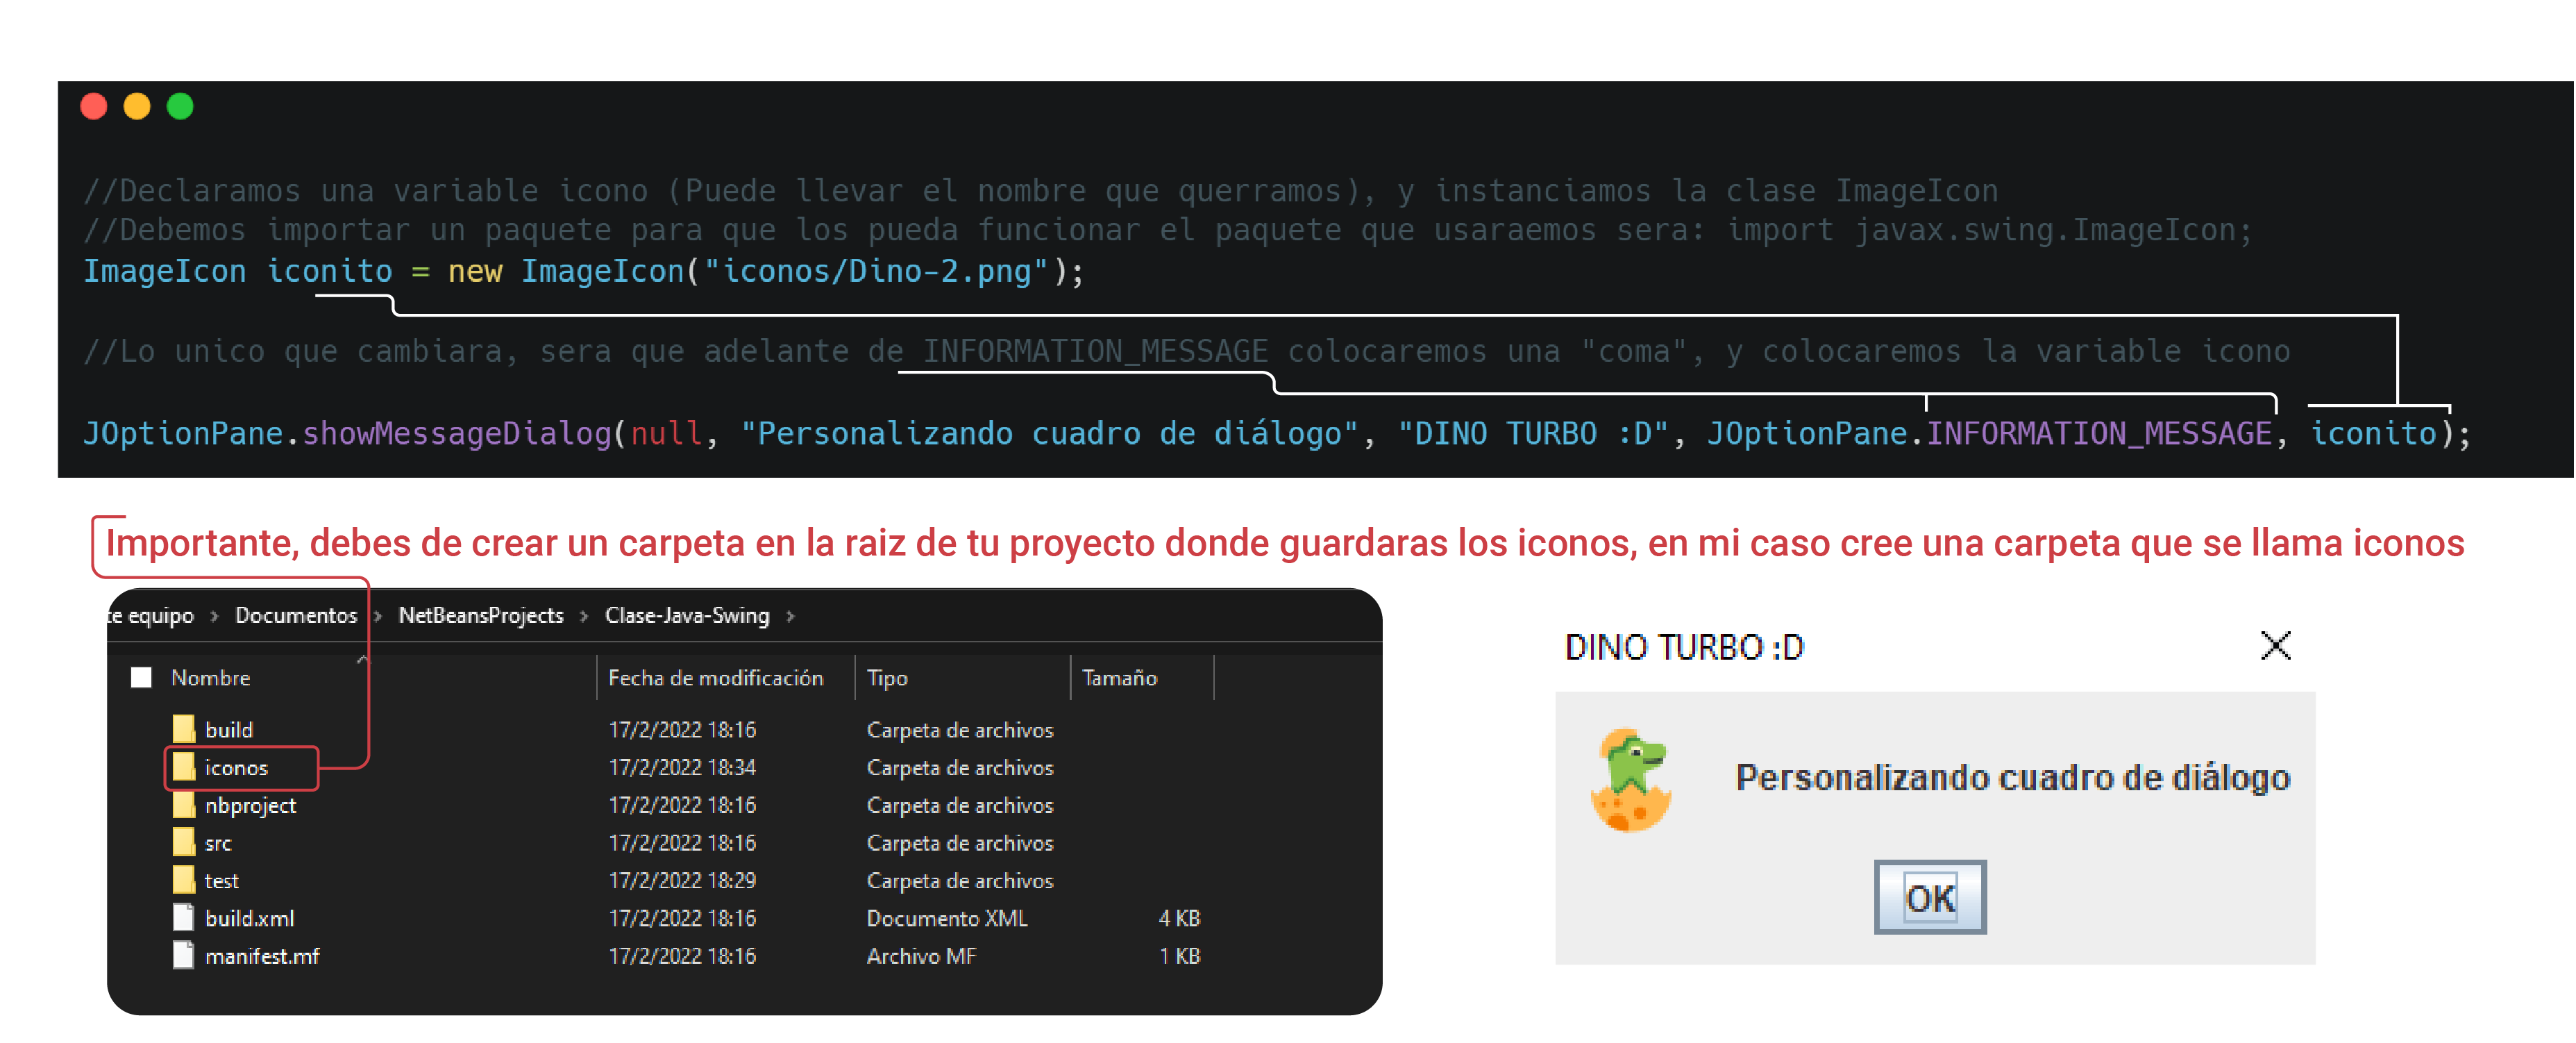 //Declaramos una variable icono (Puede llevar el nombre que querramos), y instanciamos la clase ImageIcon
//Debemos importar un paquete para que los pueda funcionar el paquete que usaraemos sera: import javax.swing.ImageIcon;
ImageIcon iconito = new ImageIcon("iconos/Dino-2.png");
//Lo unico que cambiara, sera que adelante de INFORMATION_MESSAGE colocaremos una "coma", y colocaremos la variable icono
JOptionPane.showMessageDialog(null, "Personalizando cuadro de diálogo", "DINO TURBO :D", JOptionPane.INFORMATION_MESSAGE, iconito);
Importante, debes de crear un carpeta en la raiz de tu proyecto donde guardaras los iconos, en mi caso cree una carpeta que se llama iconos
te equipo > Documentos > NetBeansProjects > Clase-Java-Swing >
Nombre Fecha de modificación Tipo Tamaño
build 17/2/2022 18:16 Carpeta de archivos
iconos 17/2/2022 18:34 Carpeta de archivos
nbproject 17/2/2022 18:16 Carpeta de archivos
src 17/2/2022 18:16 Carpeta de archivos
test 17/2/2022 18:29 Carpeta de archivos
build.xml 17/2/2022 18:16 Documento XML 4 KB
manifest.mf 17/2/2022 18:16 Archivo MF 1 KB
DINO TURBO :D
Personalizando cuadro de diálogo
OK